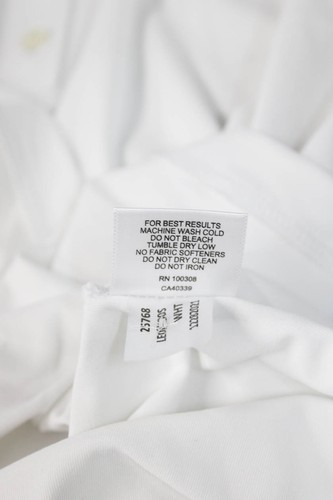 FOR BEST RESULTS
MACHINE WASH COLD
DO NOT BLEACH
TUMBLE DRY LOW
NO FABRIC SOFTENERS
DO NOT DRY CLEAN
DO NOT IRON
RN 100308
CA40339
25768
WHT